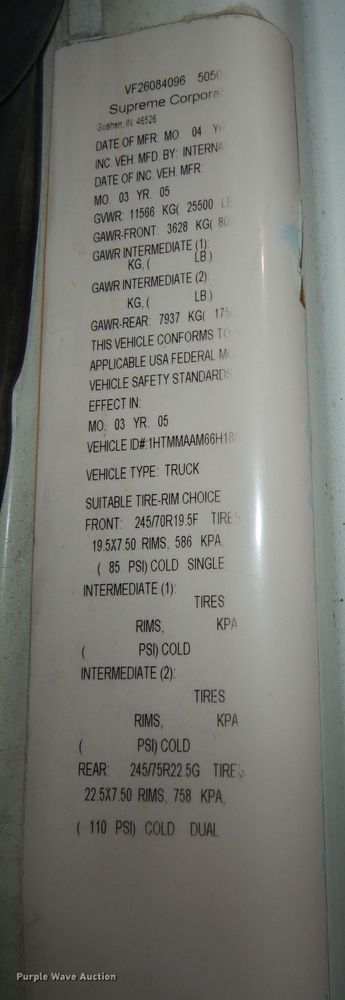 VF26084096 5050
Supreme Corpora
Goshen, IN. 46526
DATE OF MFR: MO. 04 YR
INC. VEH. MFD. BY: INTERNA
DATE OF INC. VEH. MFR:
MO. 03 YR. 05
GVWR: 11566 KG( 25500 LB
GAWR-FRONT: 3628 KG( 80
GAWR INTERMEDIATE (1):
KG, ( LB.)
GAWR INTERMEDIATE (2):
KG, ( LB.)
GAWR-REAR: 7937 KG( 175
THIS VEHICLE CONFORMS TO
APPLICABLE USA FEDERAL MO
VEHICLE SAFETY STANDARDS
EFFECT IN:
MO. 03 YR. 05
VEHICLE ID#:1HTMMAAM66H18
VEHICLE TYPE: TRUCK
SUITABLE TIRE-RIM CHOICE
FRONT: 245/70R19.5F TIRES
19.5X7.50 RIMS, 586 KPA.
( 85 PSI) COLD SINGLE
INTERMEDIATE (1):
TIRES
RIMS, KPA
( PSI) COLD
INTERMEDIATE (2):
TIRES
RIMS, KPA
( PSI) COLD
REAR: 245/75R22.5G TIRES
22.5X7.50 RIMS, 758 KPA,
( 110 PSI) COLD DUAL
Purple Wave Auction